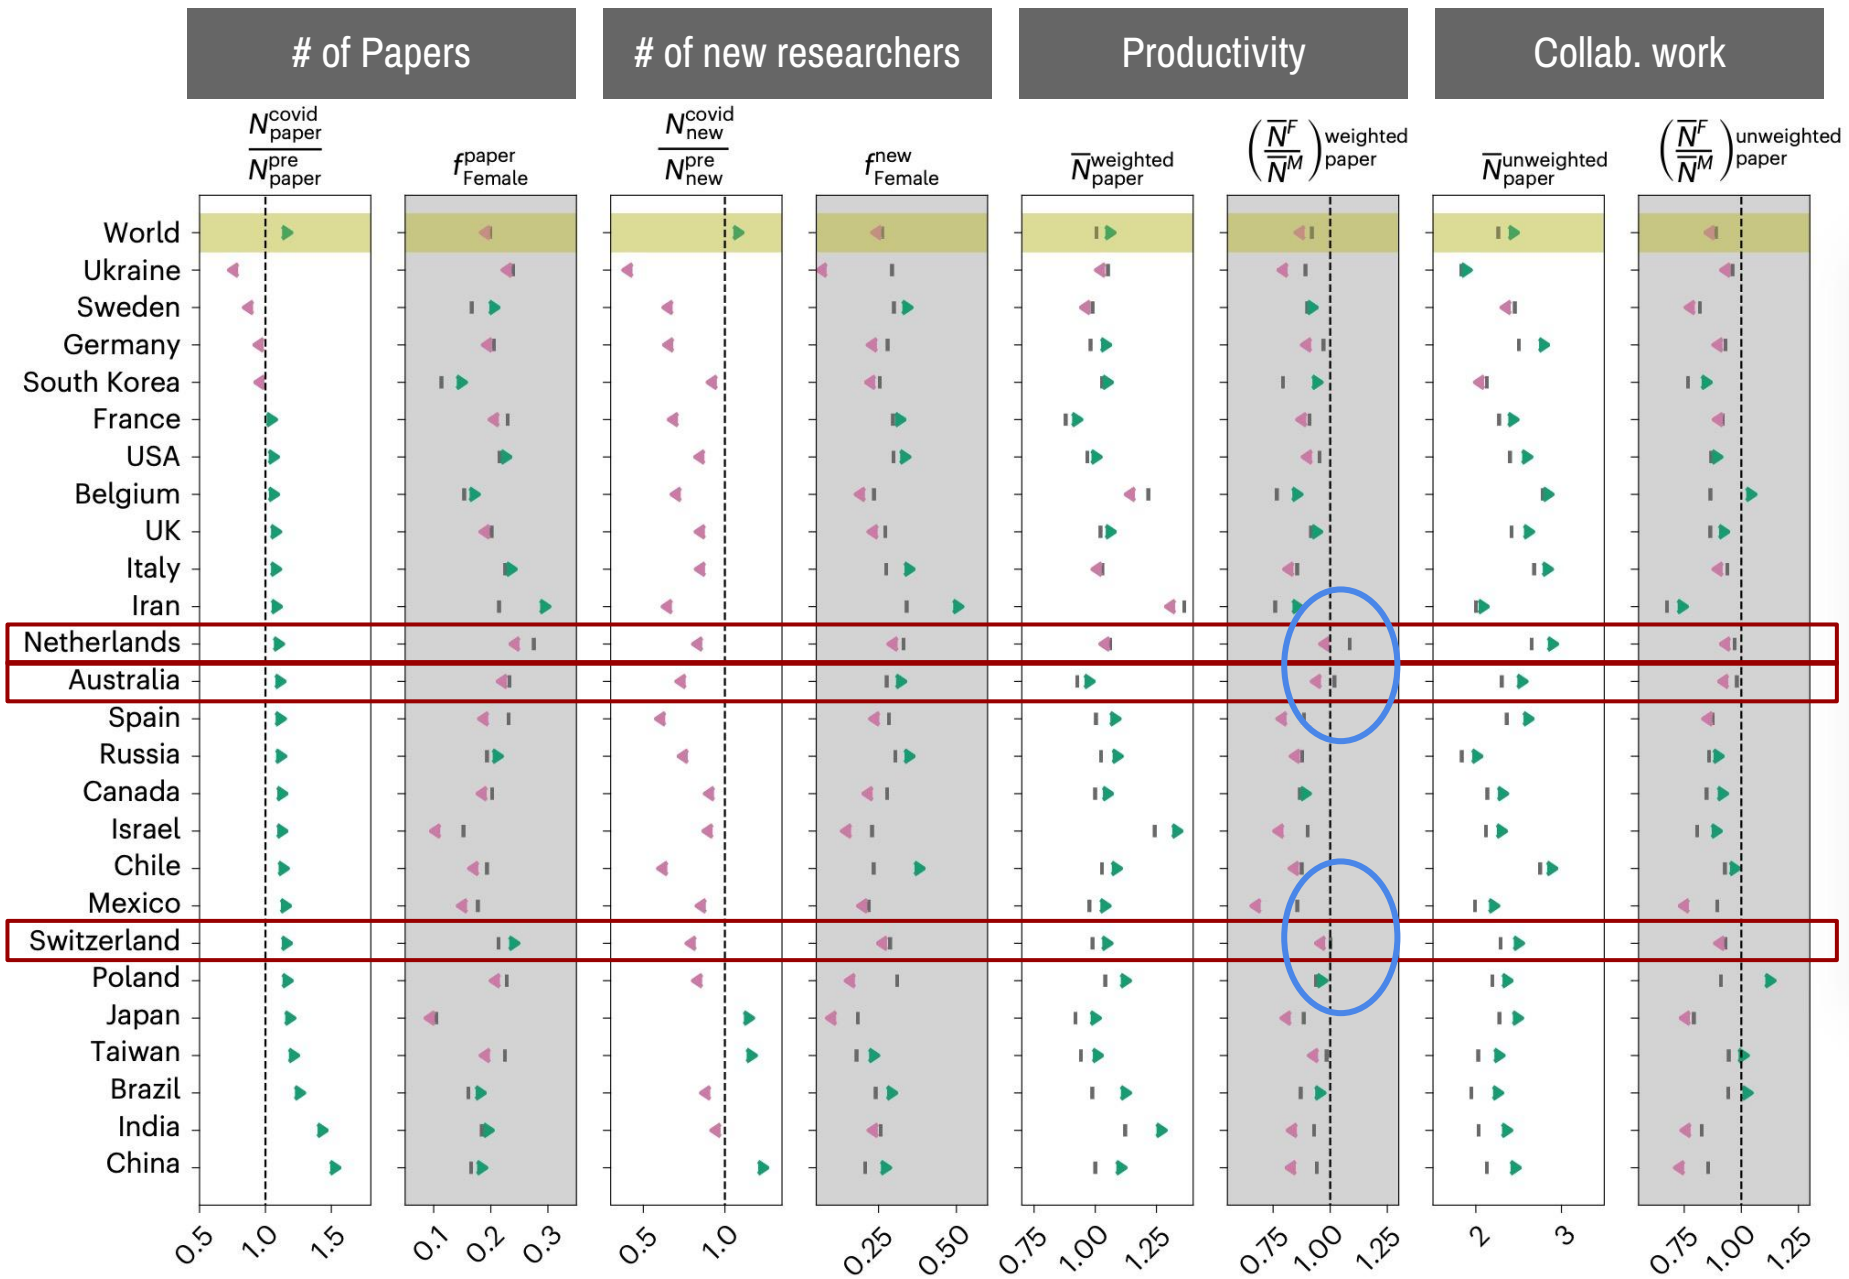 # of Papers
# of new researchers
Productivity
Collab. work
N^covid_paper / N^pre_paper
f^paper_Female
N^covid_new / N^pre_new
f^new_Female
N̅^weighted_paper
(N̅^F / N̅^M)^weighted_paper
N̅^unweighted_paper
(N̅^F / N̅^M)^unweighted_paper
World
Ukraine
Sweden
Germany
South Korea
France
USA
Belgium
UK
Italy
Iran
Netherlands
Australia
Spain
Russia
Canada
Israel
Chile
Mexico
Switzerland
Poland
Japan
Taiwan
Brazil
India
China
0.5 1.0 1.5
0.1 0.2 0.3
0.5 1.0
0.25 0.50
0.75 1.00 1.25
0.75 1.00 1.25
2 3
0.75 1.00 1.25